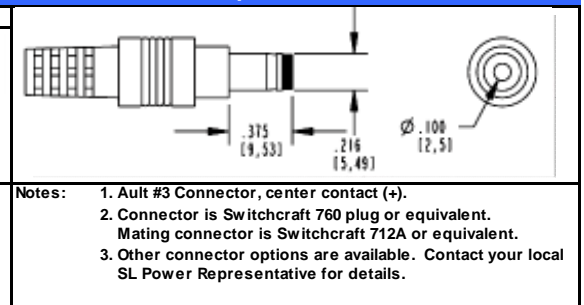 .375
[9,53]
.216
[5,49]
Ø.100
[2,5]
Notes: 1. Ault #3 Connector, center contact (+).
2. Connector is Switchcraft 760 plug or equivalent.
Mating connector is Switchcraft 712A or equivalent.
3. Other connector options are available. Contact your local
SL Power Representative for details.